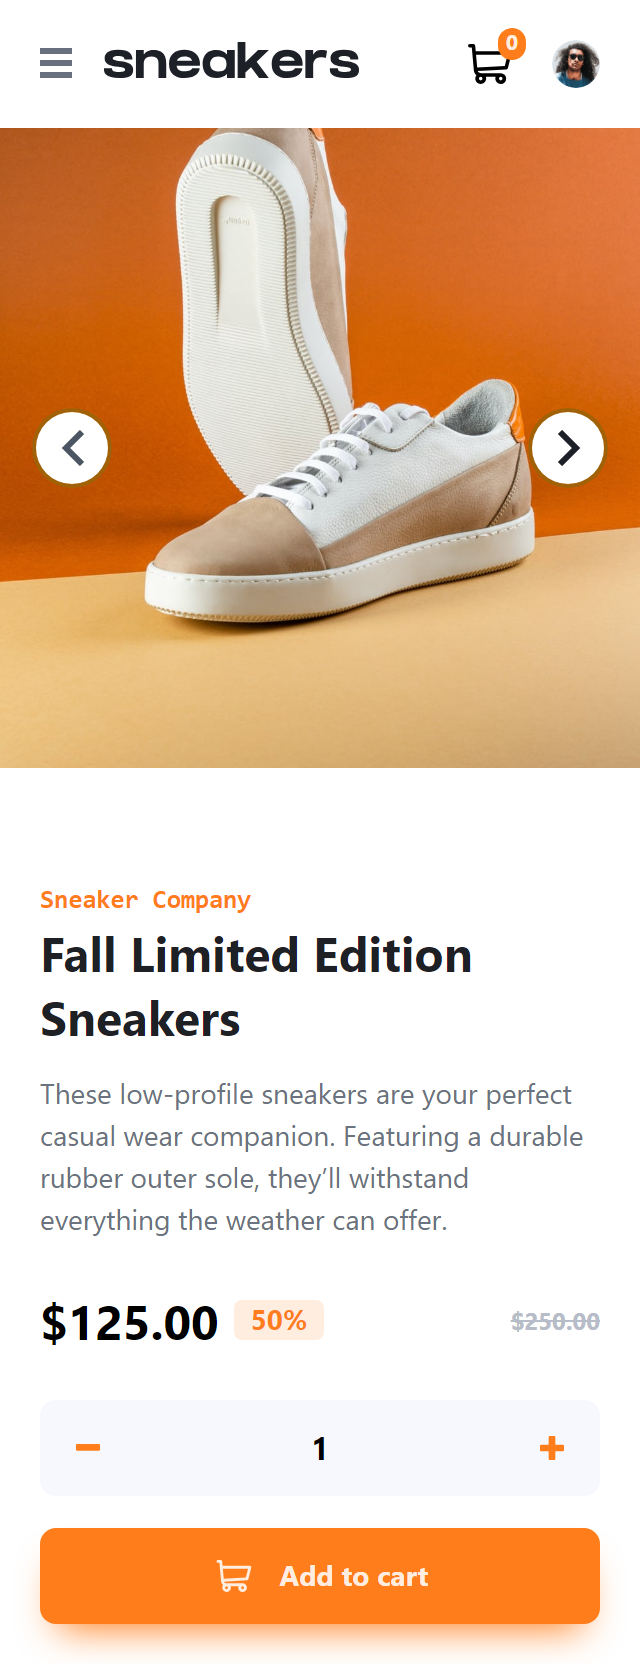 sneakers
0
Sneaker Company
Fall Limited Edition
Sneakers
These low-profile sneakers are your perfect
casual wear companion. Featuring a durable
rubber outer sole, they’ll withstand
everything the weather can offer.
$125.00 50% $250.00
1
Add to cart